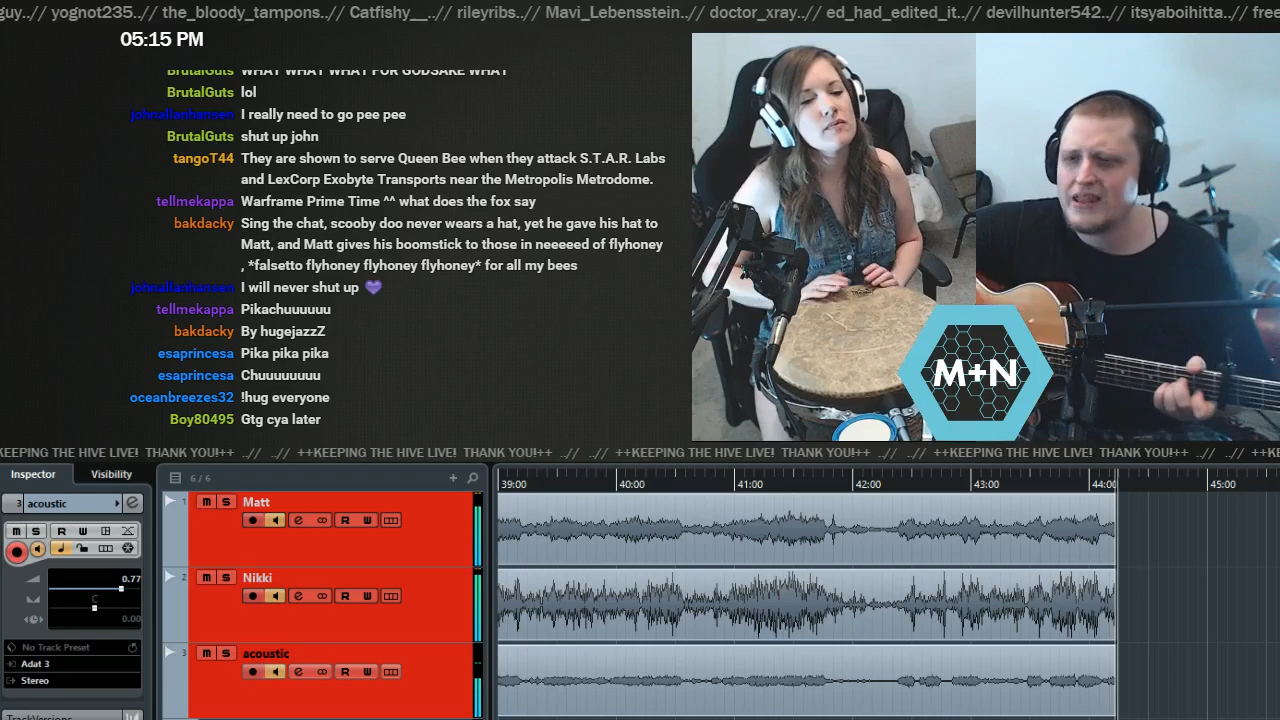 guy..// yognot235..// the_bloody_tampons..// Catfishy__..// rileyribs..// Mavi_Lebensstein..// doctor_xray..// ed_had_edited_it..// devilhunter542..// itsyaboihitta..// free
05:15 PM
BrutalGuts WHAT WHAT WHAT FOR GODSAKE WHAT
BrutalGuts lol
johnallanhansen I really need to go pee pee
BrutalGuts shut up john
tangoT44 They are shown to serve Queen Bee when they attack S.T.A.R. Labs
and LexCorp Exobyte Transports near the Metropolis Metrodome.
tellmekappa Warframe Prime Time ^^ what does the fox say
bakdacky Sing the chat, scooby doo never wears a hat, yet he gave his hat to
Matt, and Matt gives his boomstick to those in neeeeed of flyhoney
, *falsetto flyhoney flyhoney flyhoney* for all my bees
johnallanhansen I will never shut up 💜
tellmekappa Pikachuuuuuu
bakdacky By hugejazzZ
esaprincesa Pika pika pika
esaprincesa Chuuuuuuuu
oceanbreezes32 !hug everyone
Boy80495 Gtg cya later
M+N
KEEPING THE HIVE LIVE! THANK YOU!++ ..// ..// ++KEEPING THE HIVE LIVE! THANK YOU!++ ..// ..// ++KEEPING THE HIVE LIVE! THANK YOU!++ ..// ..// ++KEEPING THE HIVE LIVE! THANK YOU!++ ..// ..// ++KE
Inspector Visibility 6 / 6
39:00 40:00 41:00 42:00 43:00 44:00 45:00
3 acoustic
M S R W
0.77
C
0.00
No Track Preset
Adat 3
Stereo
TrackVersions
1 M S Matt
R W
2 M S Nikki
R W
3 M S acoustic
R W